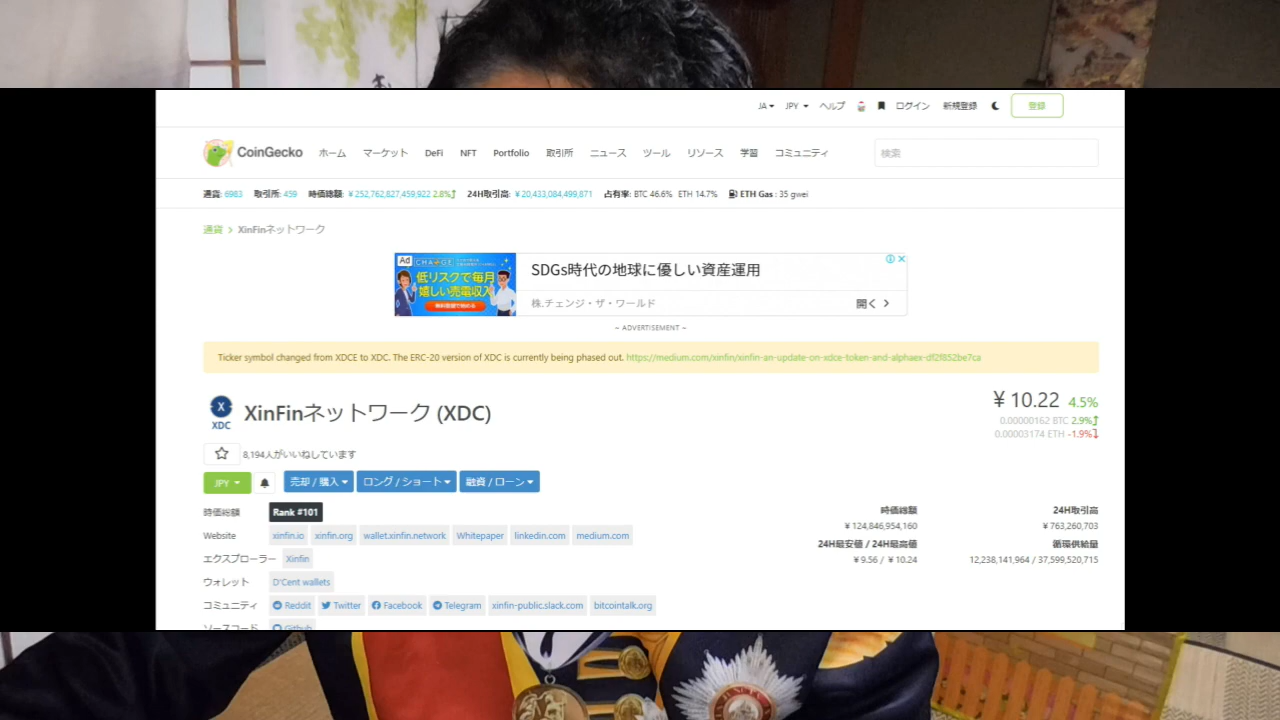 JA JPY ヘルプ ログイン 新規登録 登録
CoinGecko ホーム マーケット DeFi NFT Portfolio 取引所 ニュース ツール リソース 学習 コミュニティ 検索
通貨: 6983 取引所: 459 時価総額: ¥252,762,827,459,922 2.8% 24H取引高: ¥20,433,084,499,871 占有率: BTC 46.6% ETH 14.7% ETH Gas : 35 gwei
通貨 > XinFinネットワーク
Ad CHANGE
低リスクで毎月
嬉しい売電収入
SDGs時代の地球に優しい資産運用
株.チェンジ・ザ・ワールド 開く
~ ADVERTISEMENT ~
Ticker symbol changed from XDCE to XDC. The ERC-20 version of XDC is currently being phased out. https://medium.com/xinfin/xinfin-an-update-on-xdce-token-and-alphaex-df2f852be7ca
X
XDC
XinFinネットワーク (XDC)
¥10.22 4.5%
0.00000162 BTC 2.9%
0.00003174 ETH -1.9%
8,194人がいいねしています
JPY 売却 / 購入 ロング / ショート 融資 / ローン
時価総額 Rank #101
Website xinfin.io xinfin.org wallet.xinfin.network Whitepaper linkedin.com medium.com
エクスプローラー Xinfin
ウォレット D'Cent wallets
コミュニティ Reddit Twitter Facebook Telegram xinfin-public.slack.com bitcointalk.org
ソースコード Github
時価総額 24H取引高
¥124,846,954,160 ¥763,260,703
24H最安値 / 24H最高値 循環供給量
¥9.56 / ¥10.24 12,238,141,964 / 37,599,520,715